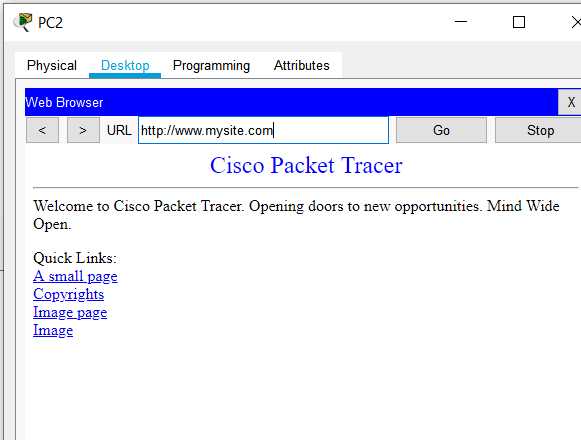 PC2
Physical Desktop Programming Attributes
Web Browser X
< > URL http://www.mysite.com Go Stop
Cisco Packet Tracer
Welcome to Cisco Packet Tracer. Opening doors to new opportunities. Mind Wide
Open.
Quick Links:
A small page
Copyrights
Image page
Image